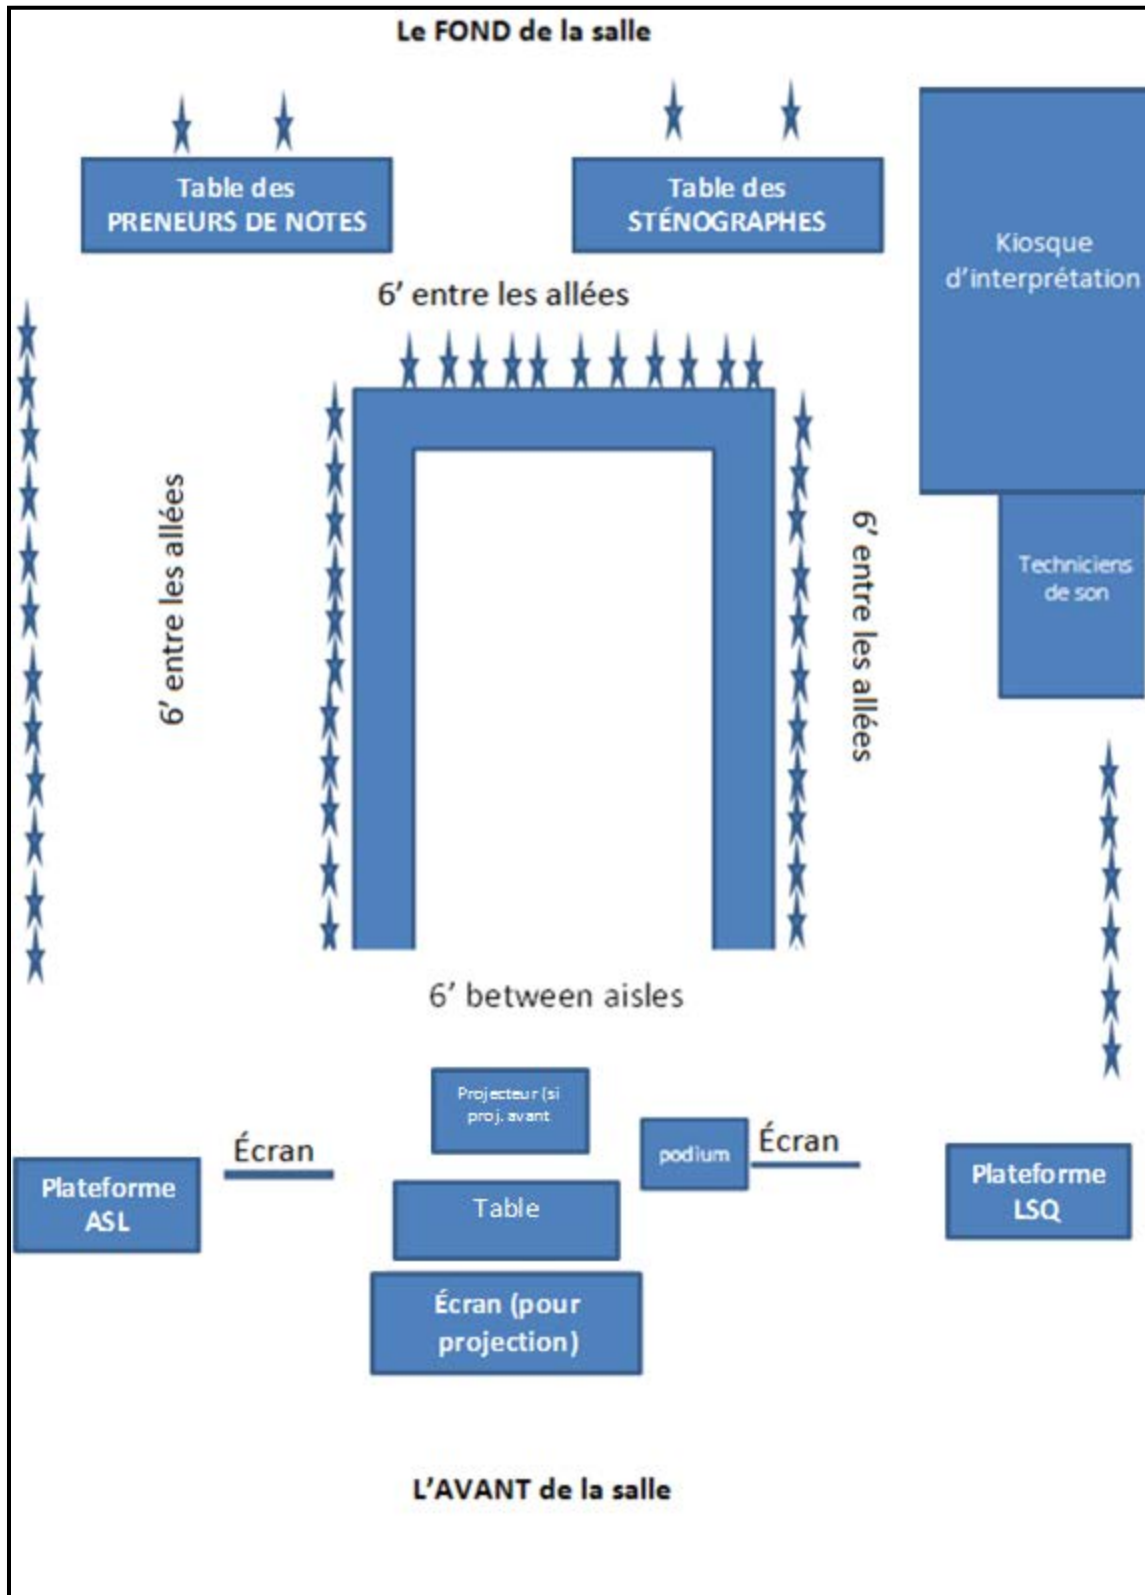 Le FOND de la salle
Table des
PRENEURS DE NOTES
Table des
STÉNOGRAPHES
Kiosque
d’interprétation
6’ entre les allées
6’ entre les allées
6’ entre les allées
Techniciens
de son
6’ between aisles
Projecteur (si
proj. avant
Écran
podium
Écran
Plateforme
ASL
Table
Plateforme
LSQ
Écran (pour
projection)
L’AVANT de la salle